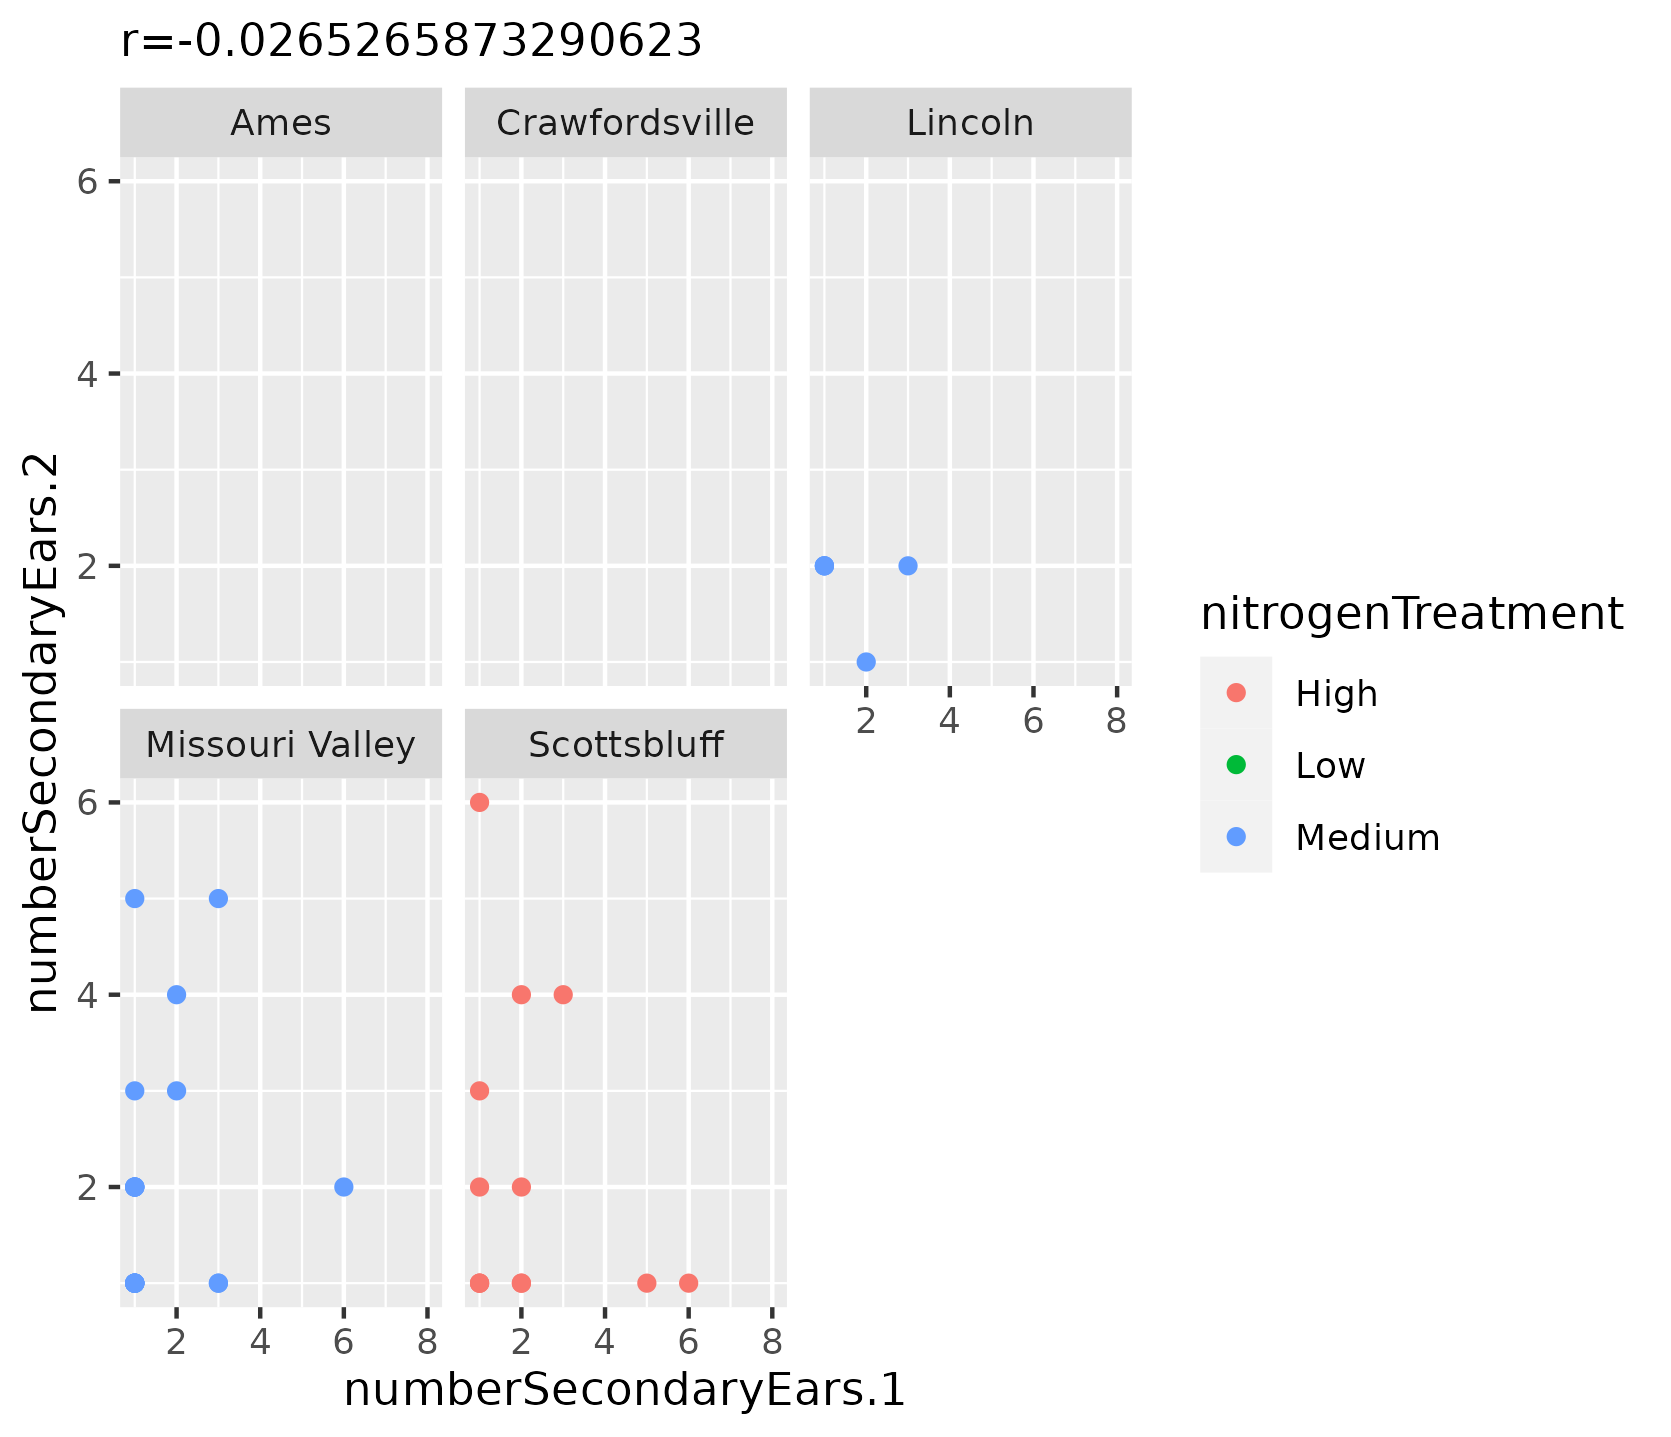 r=-0.0265265873290623
Ames
Crawfordsville
Lincoln
6
4
2
2 4 6 8
Missouri Valley
Scottsbluff
6
4
2
2 4 6 8
2 4 6 8
numberSecondaryEars.1
numberSecondaryEars.2
nitrogenTreatment
High
Low
Medium